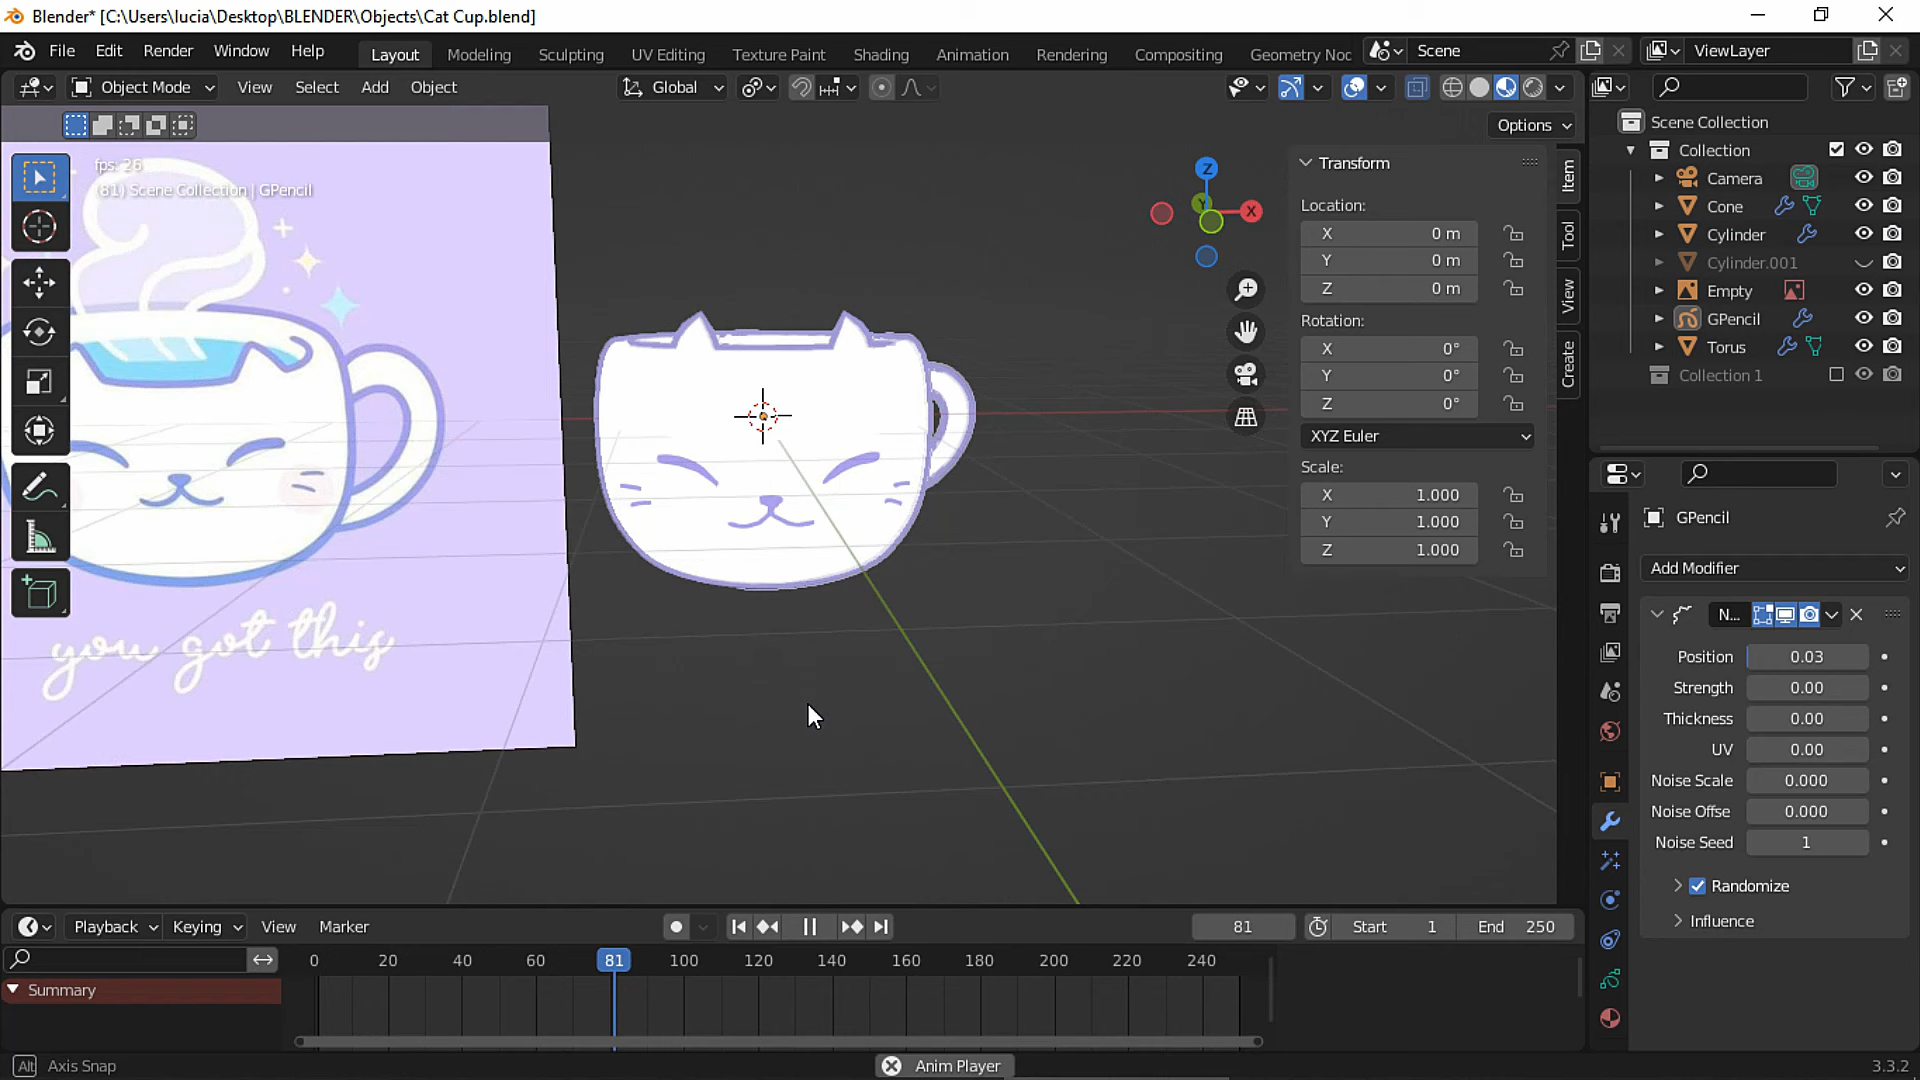 Blender* [C:\Users\lucia\Desktop\BLENDER\Objects\Cat Cup.blend]
File Edit Render Window Help
Layout Modeling Sculpting UV Editing Texture Paint Shading Animation Rendering Compositing Geometry Noc
Scene
ViewLayer
Object Mode View Select Add Object
Global
Options
fps: 26
(81) Scene Collection | GPencil
you got this
Z
Y
X
Transform
Location:
X 0 m
Y 0 m
Z 0 m
Rotation:
X 0°
Y 0°
Z 0°
XYZ Euler
Scale:
X 1.000
Y 1.000
Z 1.000
Item
Tool
View
Create
Scene Collection
Collection
Camera
Cone
Cylinder
Cylinder.001
Empty
GPencil
Torus
Collection 1
GPencil
Add Modifier
N...
Position 0.03
Strength 0.00
Thickness 0.00
UV 0.00
Noise Scale 0.000
Noise Offse 0.000
Noise Seed 1
Randomize
Influence
Playback Keying View Marker
81
Start 1
End 250
0 20 40 60 81 100 120 140 160 180 200 220 240
Summary
Alt Axis Snap
Anim Player
3.3.2